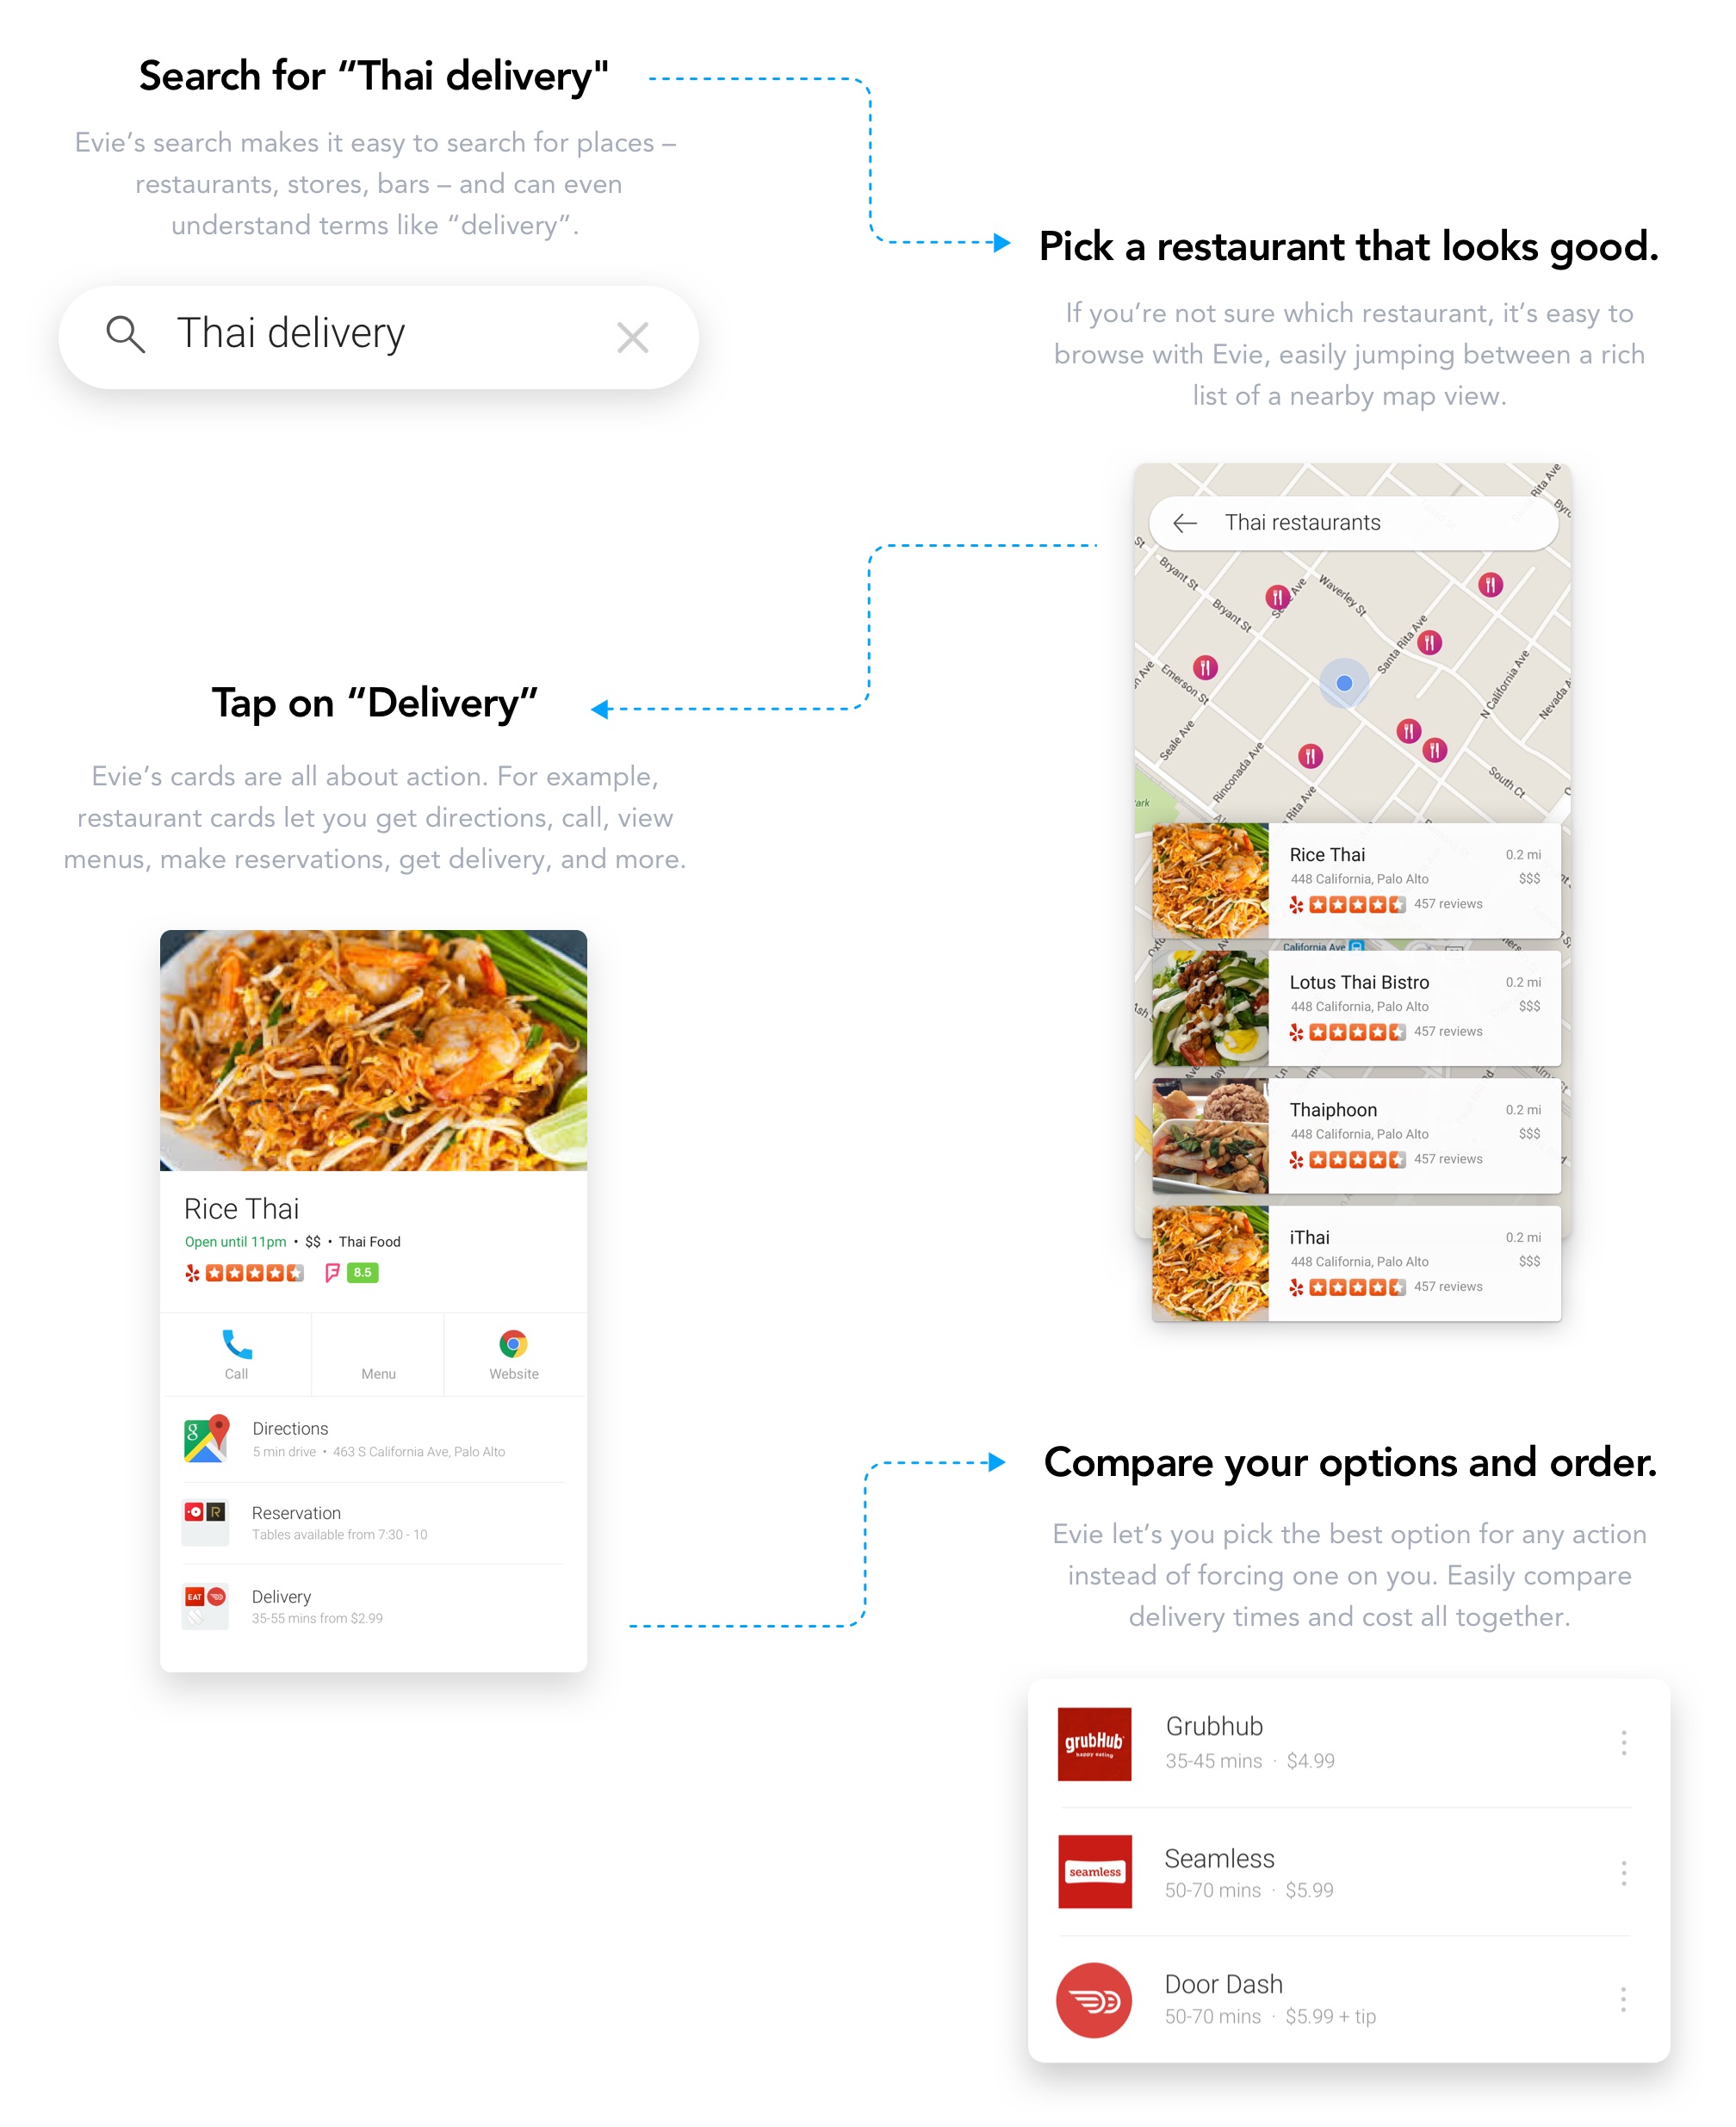 Search for “Thai delivery"
Evie’s search makes it easy to search for places –
restaurants, stores, bars – and can even
understand terms like “delivery”.
Thai delivery
Pick a restaurant that looks good.
If you’re not sure which restaurant, it’s easy to
browse with Evie, easily jumping between a rich
list of a nearby map view.
Thai restaurants
Rita Ave
St
Bryant St
Bryant St
Waverley St
Santa Rita Ave
Emerson St
N California Ave
Seale Ave
Rinconada Ave
South Ct
Rita Ave
Rice Thai
0.2 mi
448 California, Palo Alto
$$$
457 reviews
California Ave
Lotus Thai Bistro
0.2 mi
448 California, Palo Alto
$$$
457 reviews
Thaiphoon
0.2 mi
448 California, Palo Alto
$$$
457 reviews
iThai
0.2 mi
448 California, Palo Alto
$$$
457 reviews
Tap on “Delivery”
Evie’s cards are all about action. For example,
restaurant cards let you get directions, call, view
menus, make reservations, get delivery, and more.
Rice Thai
Open until 11pm • $$ • Thai Food
8.5
Call
Menu
Website
g
Directions
5 min drive • 463 S California Ave, Palo Alto
R
Reservation
Tables available from 7:30 - 10
EAT
Delivery
35-55 mins from $2.99
Compare your options and order.
Evie let’s you pick the best option for any action
instead of forcing one on you. Easily compare
delivery times and cost all together.
grubHub
happy eating
Grubhub
35-45 mins · $4.99
seamless
Seamless
50-70 mins · $5.99
Door Dash
50-70 mins · $5.99 + tip